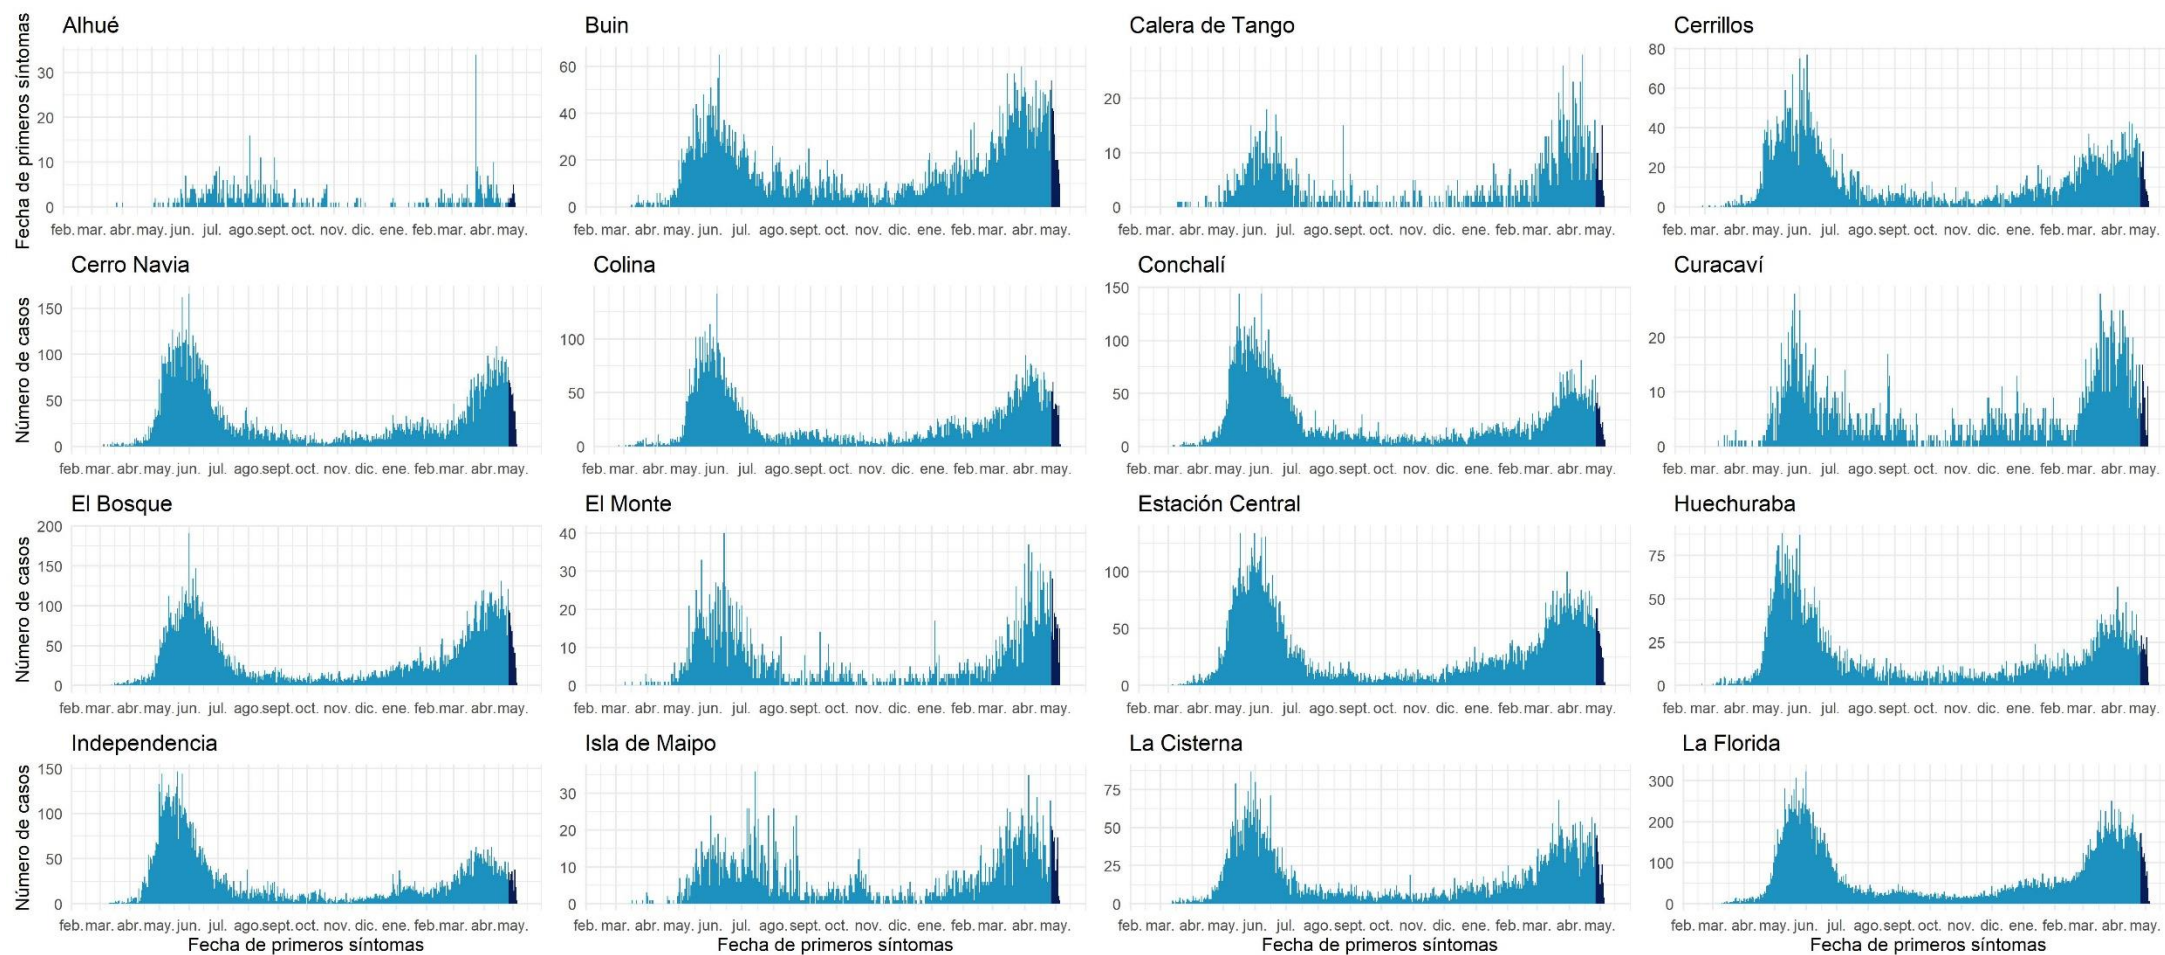 Alhué
Buin
Calera de Tango
Cerrillos
Fecha de primeros síntomas
30
20
10
0
60
40
20
0
20
10
0
80
60
40
20
0
feb. mar. abr. may. jun. jul. ago. sept. oct. nov. dic. ene. feb. mar. abr. may.
feb. mar. abr. may. jun. jul. ago. sept. oct. nov. dic. ene. feb. mar. abr. may.
feb. mar. abr. may. jun. jul. ago. sept. oct. nov. dic. ene. feb. mar. abr. may.
feb. mar. abr. may. jun. jul. ago. sept. oct. nov. dic. ene. feb. mar. abr. may.
Cerro Navia
Colina
Conchalí
Curacaví
Número de casos
150
100
50
0
100
50
0
150
100
50
0
20
10
0
feb. mar. abr. may. jun. jul. ago. sept. oct. nov. dic. ene. feb. mar. abr. may.
feb. mar. abr. may. jun. jul. ago. sept. oct. nov. dic. ene. feb. mar. abr. may.
feb. mar. abr. may. jun. jul. ago. sept. oct. nov. dic. ene. feb. mar. abr. may.
feb. mar. abr. may. jun. jul. ago. sept. oct. nov. dic. ene. feb. mar. abr. may.
El Bosque
El Monte
Estación Central
Huechuraba
Número de casos
200
150
100
50
0
40
30
20
10
0
100
50
0
75
50
25
0
feb. mar. abr. may. jun. jul. ago. sept. oct. nov. dic. ene. feb. mar. abr. may.
feb. mar. abr. may. jun. jul. ago. sept. oct. nov. dic. ene. feb. mar. abr. may.
feb. mar. abr. may. jun. jul. ago. sept. oct. nov. dic. ene. feb. mar. abr. may.
feb. mar. abr. may. jun. jul. ago. sept. oct. nov. dic. ene. feb. mar. abr. may.
Independencia
Isla de Maipo
La Cisterna
La Florida
Número de casos
150
100
50
0
30
20
10
0
75
50
25
0
300
200
100
0
feb. mar. abr. may. jun. jul. ago. sept. oct. nov. dic. ene. feb. mar. abr. may.
feb. mar. abr. may. jun. jul. ago. sept. oct. nov. dic. ene. feb. mar. abr. may.
feb. mar. abr. may. jun. jul. ago. sept. oct. nov. dic. ene. feb. mar. abr. may.
feb. mar. abr. may. jun. jul. ago. sept. oct. nov. dic. ene. feb. mar. abr. may.
Fecha de primeros síntomas
Fecha de primeros síntomas
Fecha de primeros síntomas
Fecha de primeros síntomas